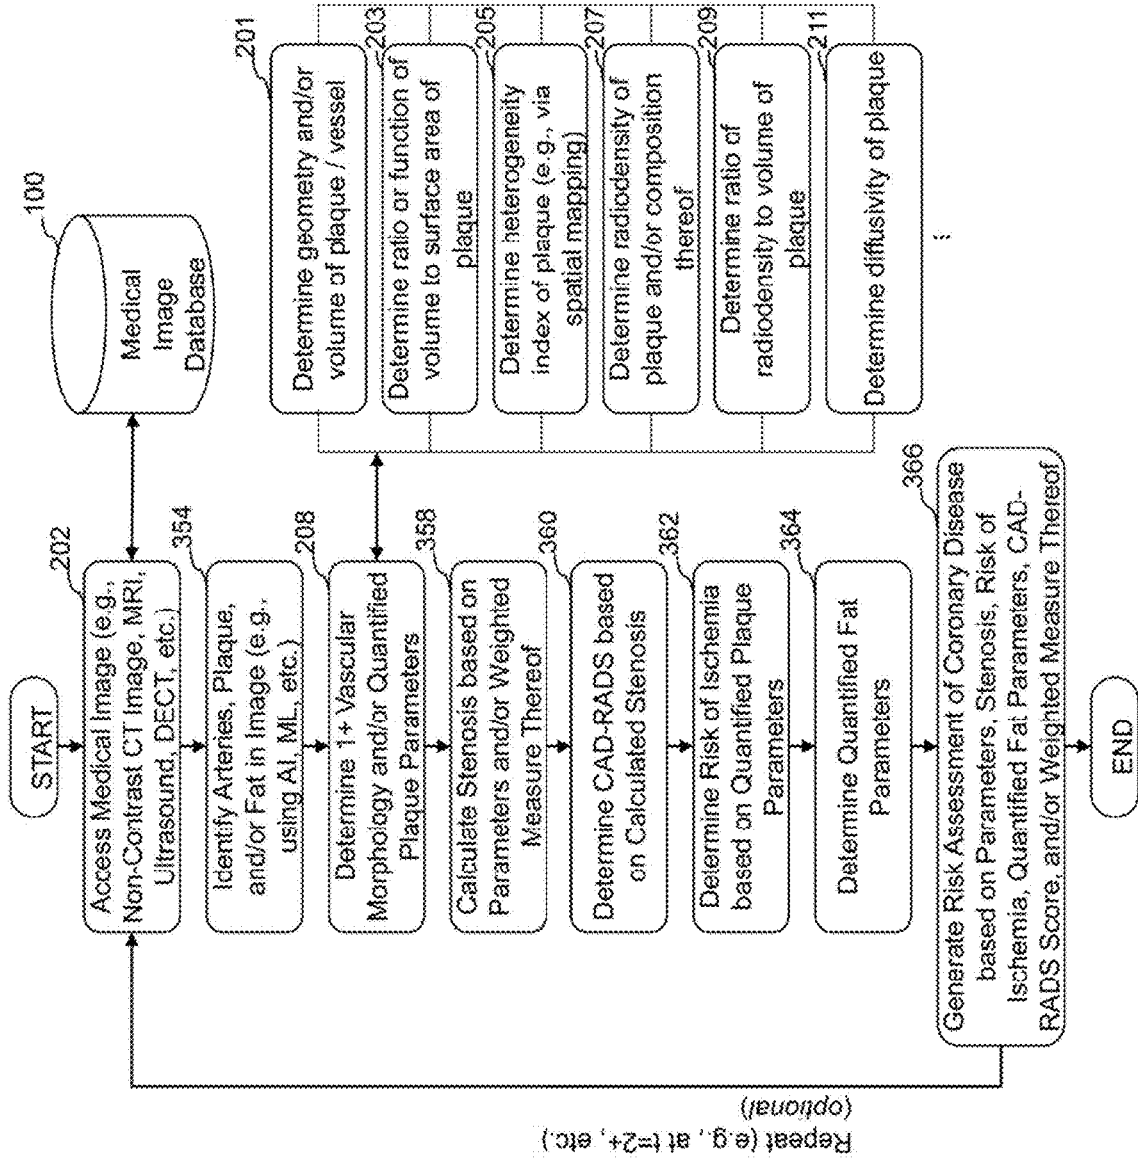 START
202
Access Medical Image (e.g.,
Non-Contrast CT Image, MRI,
Ultrasound, DECT, etc.)
100
Medical
Image
Database
354
Identify Arteries, Plaque,
and/or Fat in Image (e.g.,
using AI, ML, etc.)
208
Determine 1+ Vascular
Morphology and/or Quantified
Plaque Parameters
201
Determine geometry and/or
volume of plaque / vessel
203
Determine ratio or function of
volume to surface area of
plaque
205
Determine heterogeneity
index of plaque (e.g., via
spatial mapping)
207
Determine radiodensity of
plaque and/or composition
thereof
209
Determine ratio of
radiodensity to volume of
plaque
211
Determine diffusivity of plaque
...
358
Calculate Stenosis based on
Parameters and/or Weighted
Measure Thereof
360
Determine CAD-RADS based
on Calculated Stenosis
362
Determine Risk of Ischemia
based on Quantified Plaque
Parameters
364
Determine Quantified Fat
Parameters
366
Generate Risk Assessment of Coronary Disease
based on Parameters, Stenosis, Risk of
Ischemia, Quantified Fat Parameters, CAD-
RADS Score, and/or Weighted Measure Thereof
END
Repeat (e.g., at t=2+, etc.)
(optional)